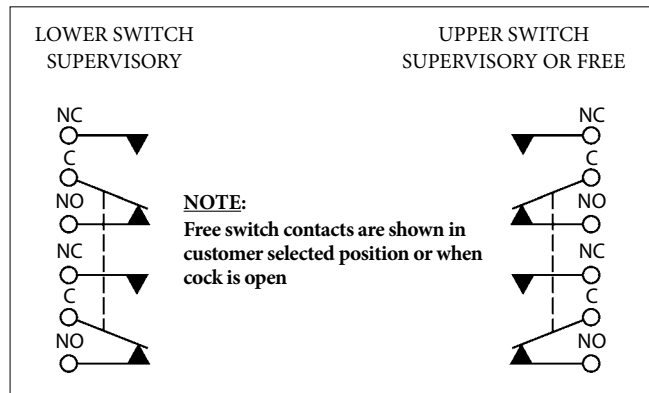 LOWER SWITCH
SUPERVISORY
UPPER SWITCH
SUPERVISORY OR FREE
NC
C
NO
NC
C
NO
NOTE:
Free switch contacts are shown in
customer selected position or when
cock is open
NC
C
NO
NC
C
NO